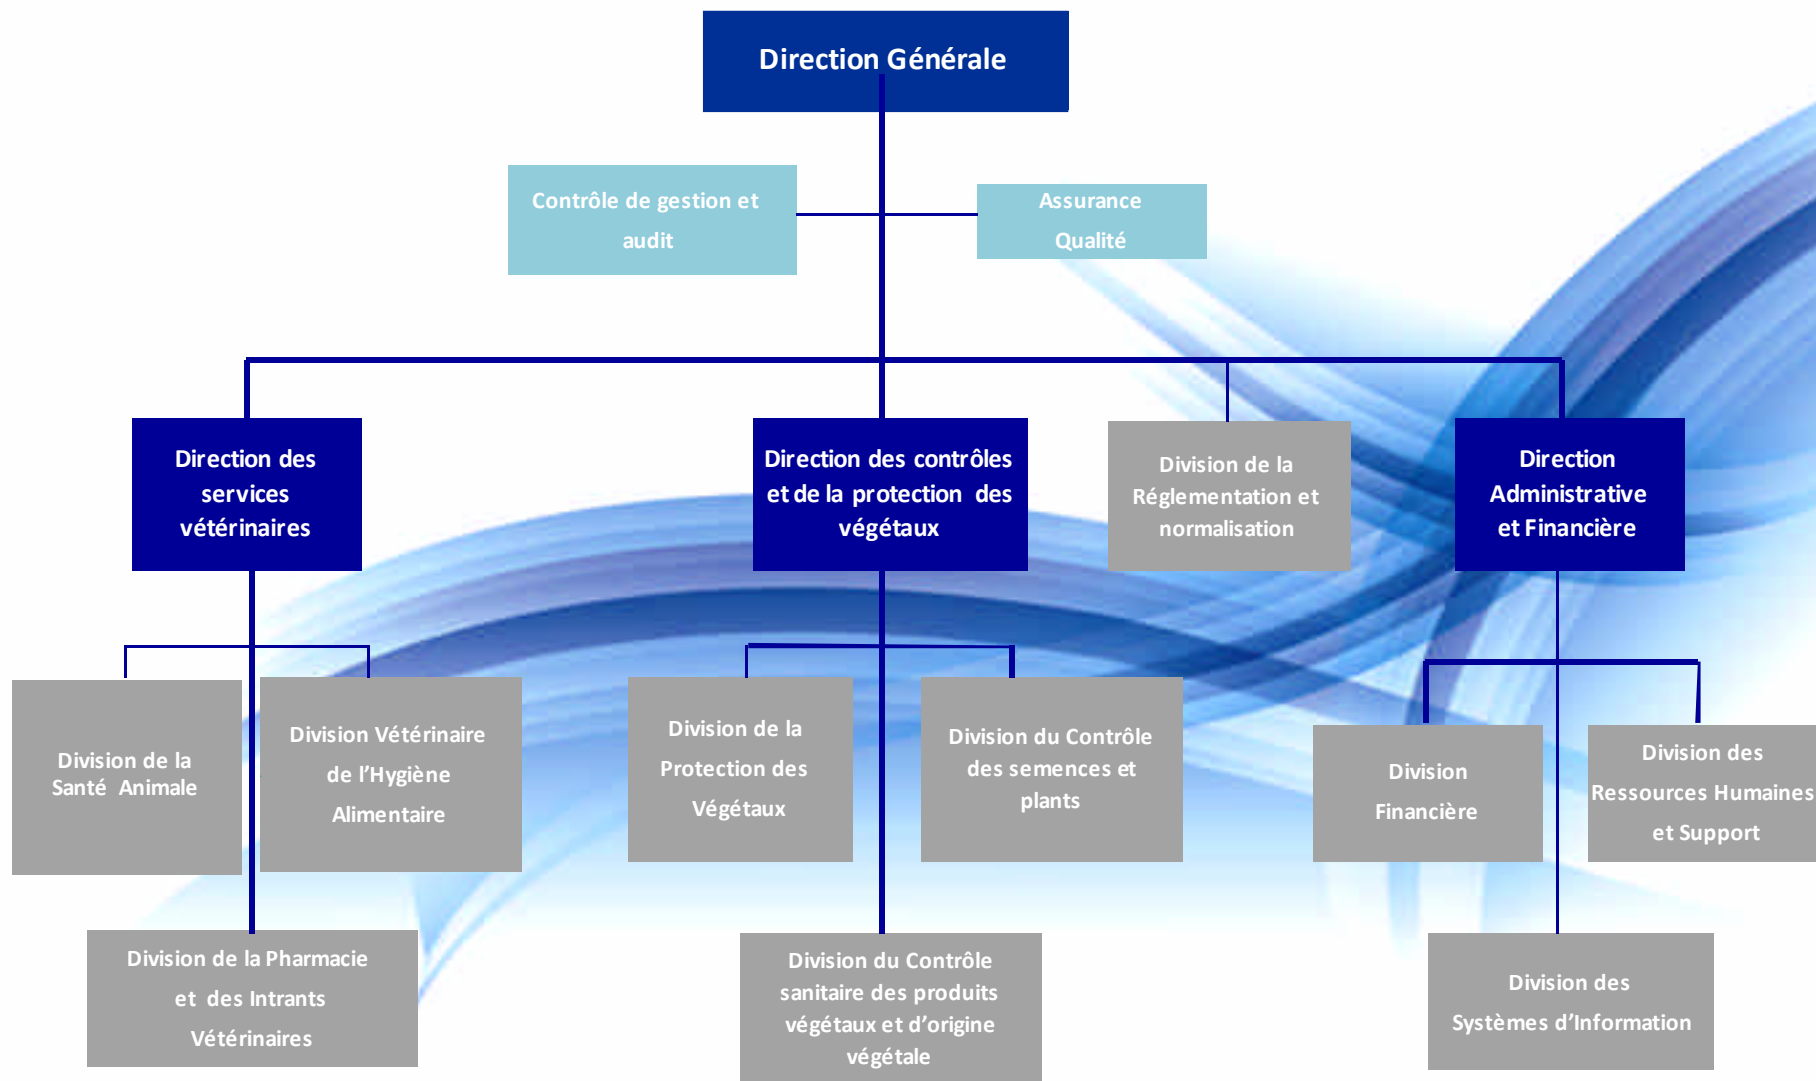 Direction Générale
Contrôle de gestion et
audit
Assurance
Qualité
Direction des
services
vétérinaires
Direction des contrôles
et de la protection des
végétaux
Division de la
Réglementation et
normalisation
Direction
Administrative
et Financière
Division de la
Santé Animale
Division Vétérinaire
de l’Hygiène
Alimentaire
Division de la
Protection des
Végétaux
Division du Contrôle
des semences et
plants
Division
Financière
Division des
Ressources Humaines
et Support
Division de la Pharmacie
et des Intrants
Vétérinaires
Division du Contrôle
sanitaire des produits
végétaux et d’origine
végétale
Division des
Systèmes d’Information